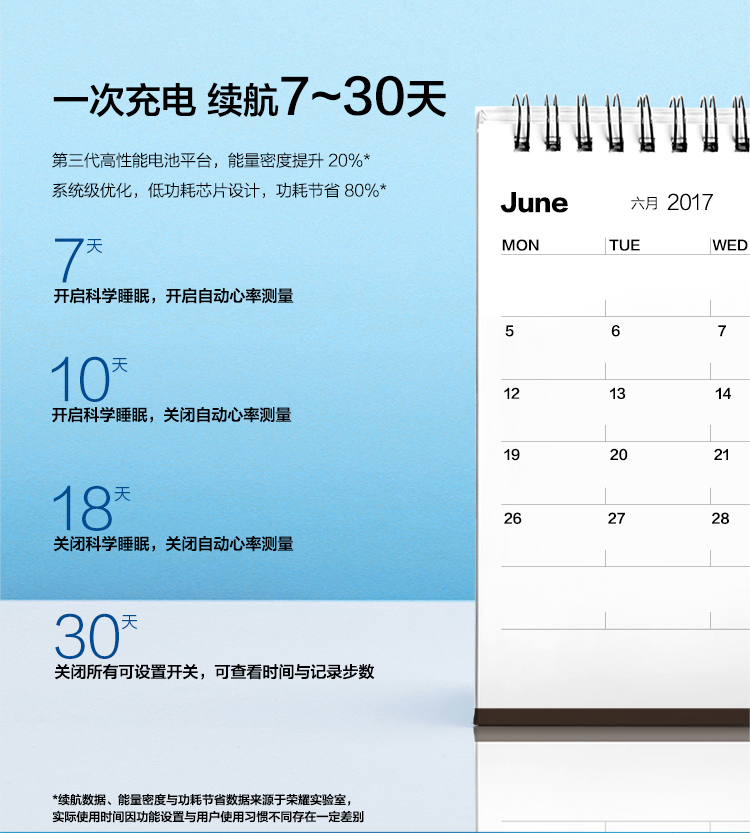 一次充电 续航7~30天
第三代高性能电池平台，能量密度提升 20%*
系统级优化，低功耗芯片设计，功耗节省 80%*
7天
开启科学睡眠，开启自动心率测量
10天
开启科学睡眠，关闭自动心率测量
18天
关闭科学睡眠，关闭自动心率测量
30天
关闭所有可设置开关，可查看时间与记录步数
*续航数据、能量密度与功耗节省数据来源于荣耀实验室，
实际使用时间因功能设置与用户使用习惯不同存在一定差别
June 六月 2017
MON TUE WED
5 6 7
12 13 14
19 20 21
26 27 28